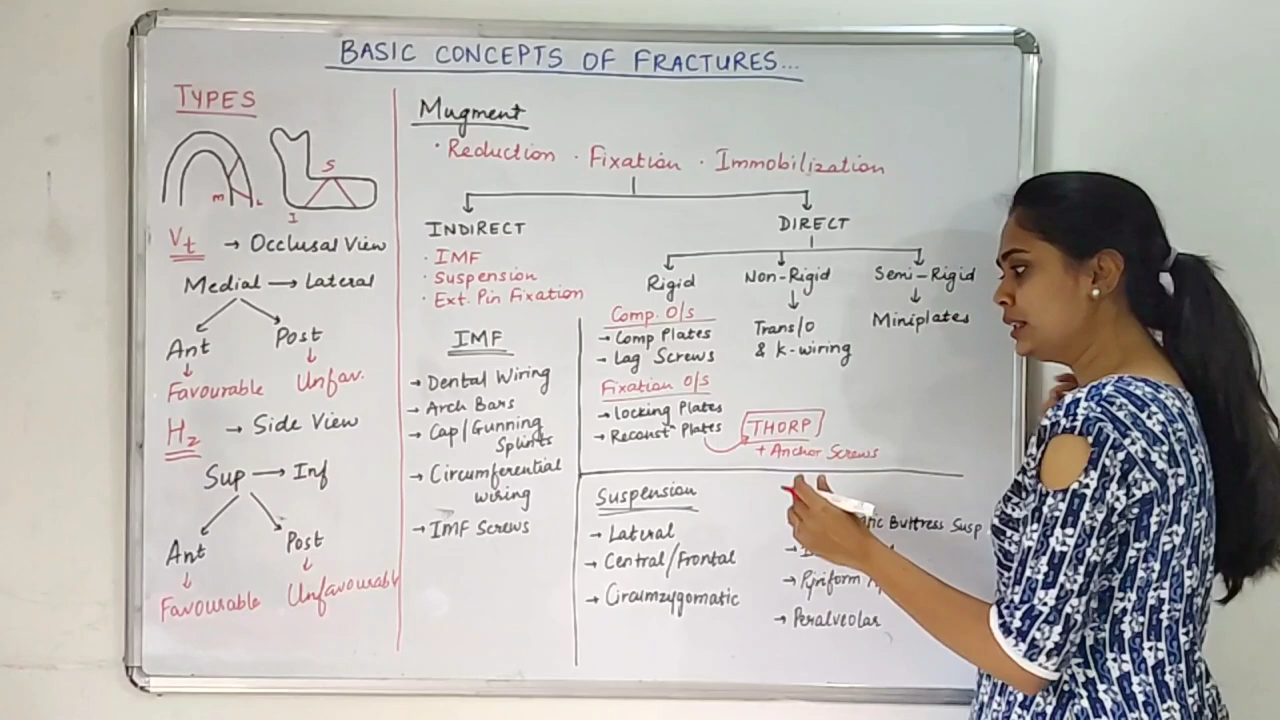 BASIC CONCEPTS OF FRACTURES...
TYPES
M L
S
I
Vt → Occlusal View
Medial → Lateral
Ant Post
↓ ↓
Favourable Unfav.
Hz → Side View
Sup → Inf
Ant Post
↓ ↓
Favourable Unfavourable
Mugment
· Reduction · Fixation · Immobilization
INDIRECT
· IMF
· Suspension
· Ext. Pin Fixation
IMF
→ Dental Wiring
→ Arch Bars
→ Cap/Gunning
Splints
→ Circumferential
wiring
→ IMF Screws
DIRECT
Rigid Non-Rigid Semi-Rigid
Comp. O/S
→ Comp Plates
→ Lag Screws
Fixation O/S
→ Locking Plates
→ Reconst Plates
THORP
+ Anchor Screws
Trans/O
& K-wiring
Miniplates
Suspension
→ Lateral
→ Central/Frontal
→ Circumzygomatic
Buttress Susp
→ Pyriform
→ Peralveolar